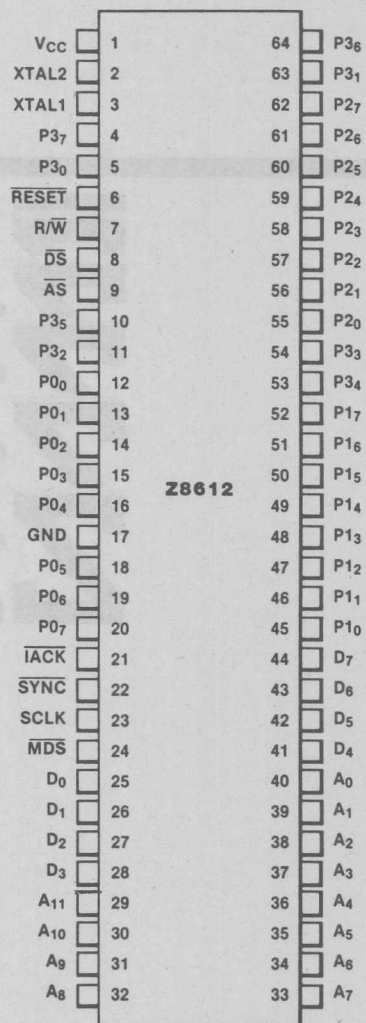 VCC 1 64 P36
XTAL2 2 63 P31
XTAL1 3 62 P27
P37 4 61 P26
P30 5 60 P25
RESET 6 59 P24
R/W 7 58 P23
DS 8 57 P22
AS 9 56 P21
P35 10 55 P20
P32 11 54 P33
P00 12 53 P34
P01 13 52 P17
P02 14 51 P16
P03 15 50 P15
Z8612
P04 16 49 P14
GND 17 48 P13
P05 18 47 P12
P06 19 46 P11
P07 20 45 P10
IACK 21 44 D7
SYNC 22 43 D6
SCLK 23 42 D5
MDS 24 41 D4
D0 25 40 A0
D1 26 39 A1
D2 27 38 A2
D3 28 37 A3
A11 29 36 A4
A10 30 35 A5
A9 31 34 A6
A8 32 33 A7